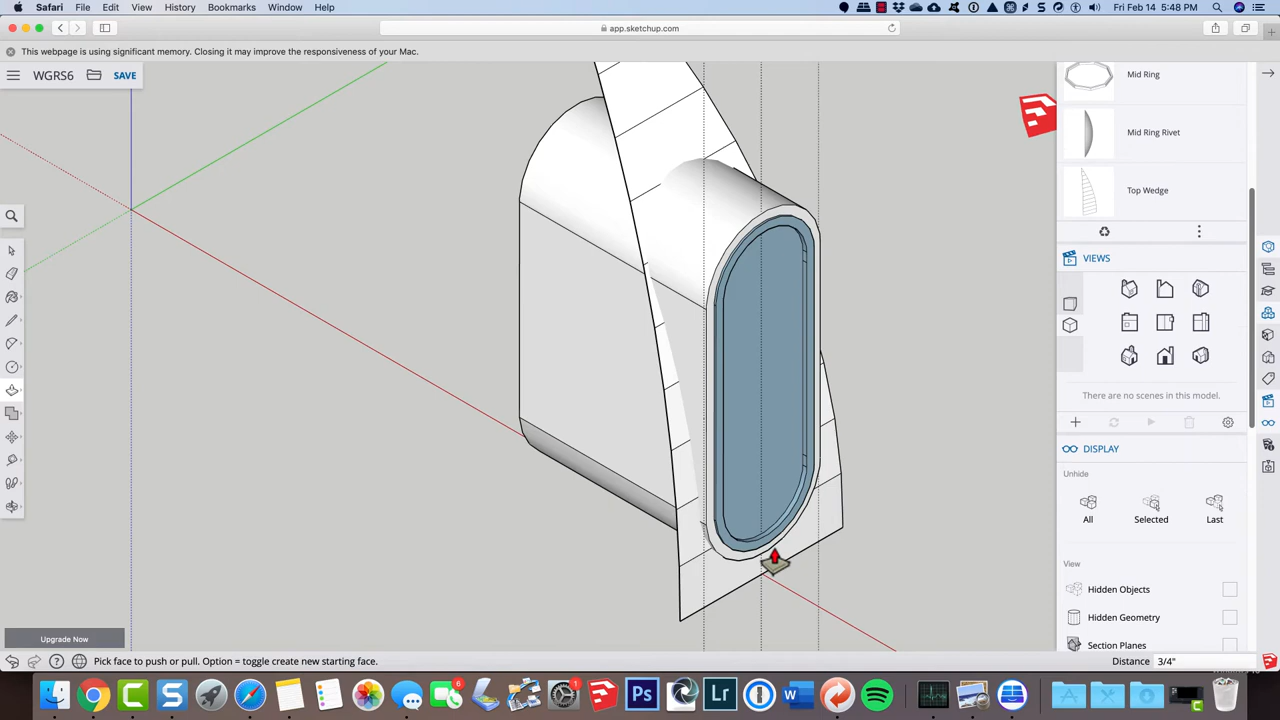 Safari File Edit View History Bookmarks Window Help Fri Feb 14 5:48 PM
app.sketchup.com
This webpage is using significant memory. Closing it may improve the responsiveness of your Mac.
WGRS6 SAVE
Mid Ring
Mid Ring Rivet
Top Wedge
VIEWS
There are no scenes in this model.
DISPLAY
Unhide
All Selected Last
View
Hidden Objects
Hidden Geometry
Section Planes
Upgrade Now
Pick face to push or pull. Option = toggle create new starting face. Distance 3/4"
6 1 Ps Lr W